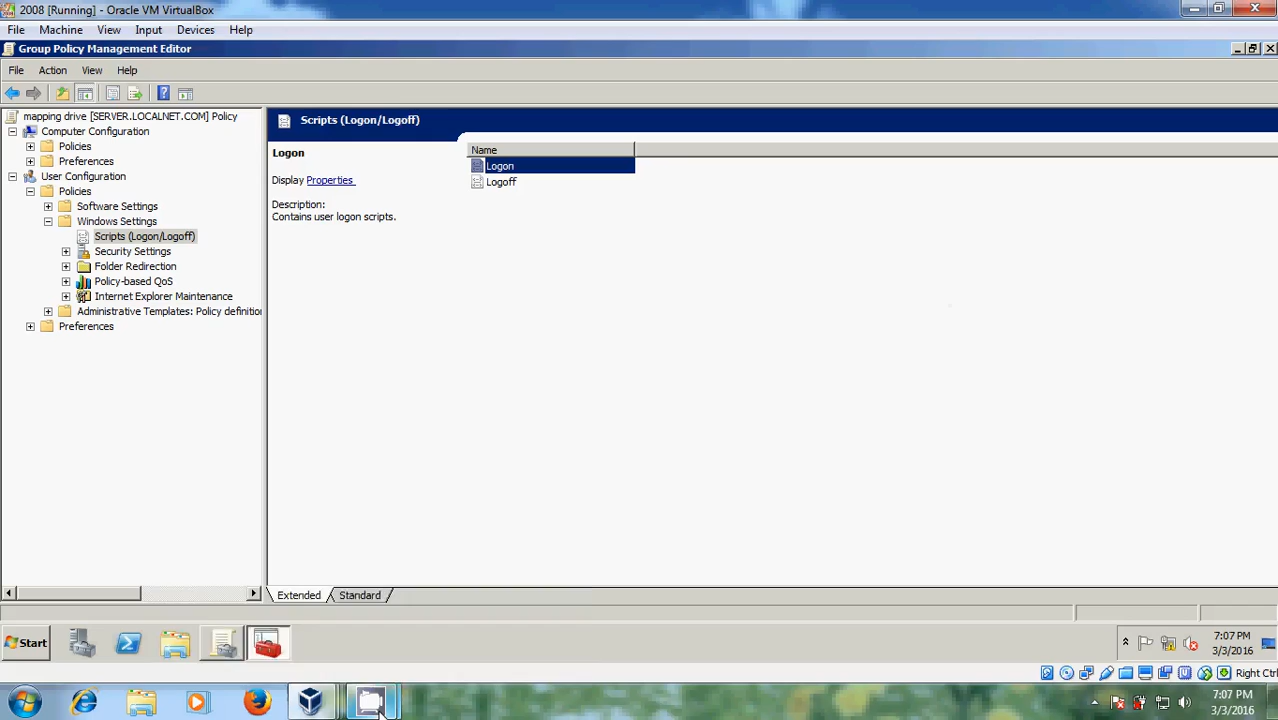 2008 [Running] - Oracle VM VirtualBox
File Machine View Input Devices Help
Group Policy Management Editor
File Action View Help
mapping drive [SERVER.LOCALNET.COM] Policy
Computer Configuration
Policies
Preferences
User Configuration
Policies
Software Settings
Windows Settings
Scripts (Logon/Logoff)
Security Settings
Folder Redirection
Policy-based QoS
Internet Explorer Maintenance
Administrative Templates: Policy definitio
Preferences
Scripts (Logon/Logoff)
Logon
Display Properties
Description:
Contains user logon scripts.
Name
Logon
Logoff
Extended Standard
Start
7:07 PM
3/3/2016
Right Ctrl
7:07 PM
3/3/2016